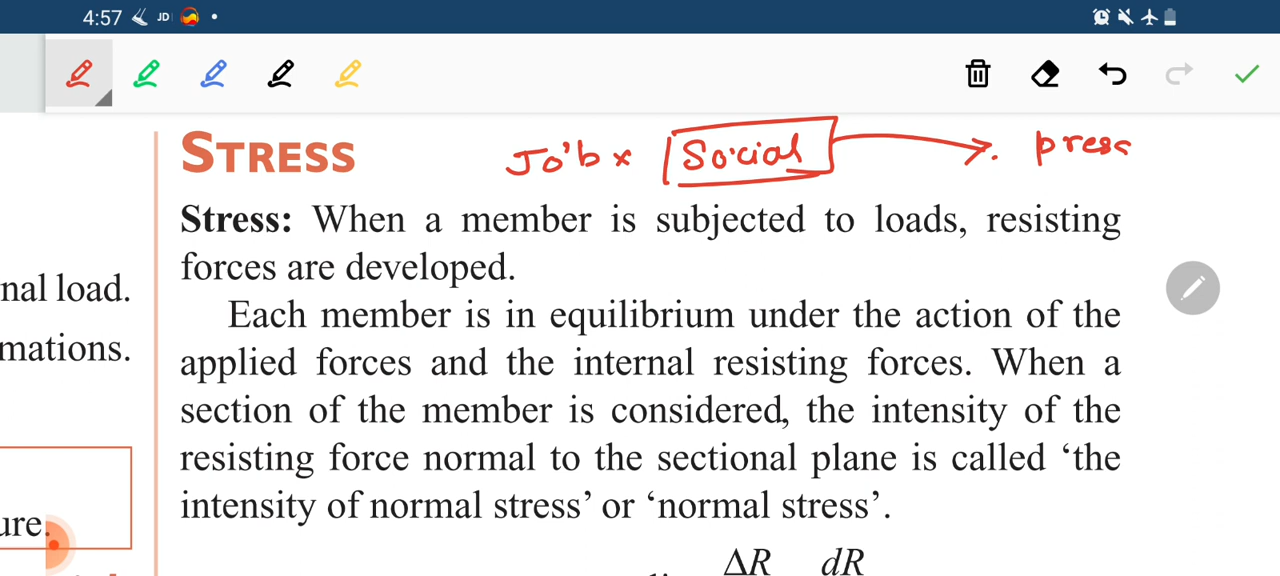 4:57 JD
STRESS
Jo'b x Social press
Stress: When a member is subjected to loads, resisting
forces are developed.
nal load.
Each member is in equilibrium under the action of the
mations.
applied forces and the internal resisting forces. When a
section of the member is considered, the intensity of the
resisting force normal to the sectional plane is called ‘the
intensity of normal stress’ or ‘normal stress’.
ure.
ΔR dR